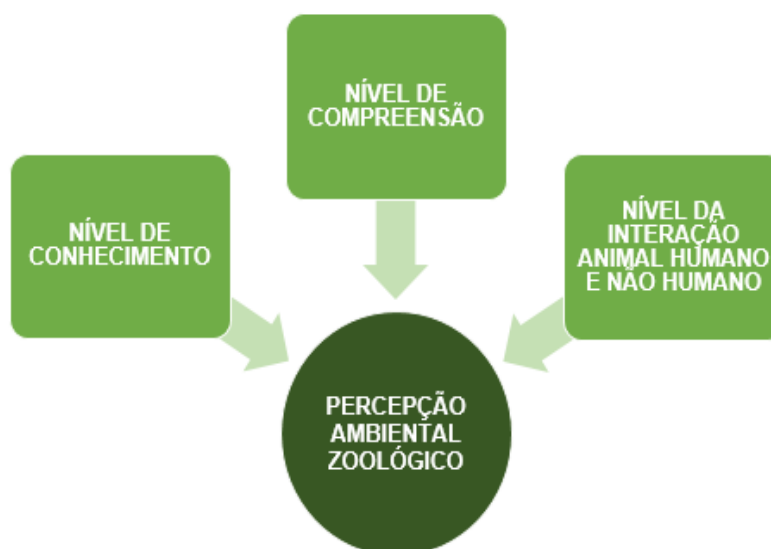 NÍVEL DE
COMPREENSÃO
NÍVEL DE
CONHECIMENTO
NÍVEL DA
INTERAÇÃO
ANIMAL HUMANO
E NÃO HUMANO
PERCEPÇÃO
AMBIENTAL
ZOOLÓGICO